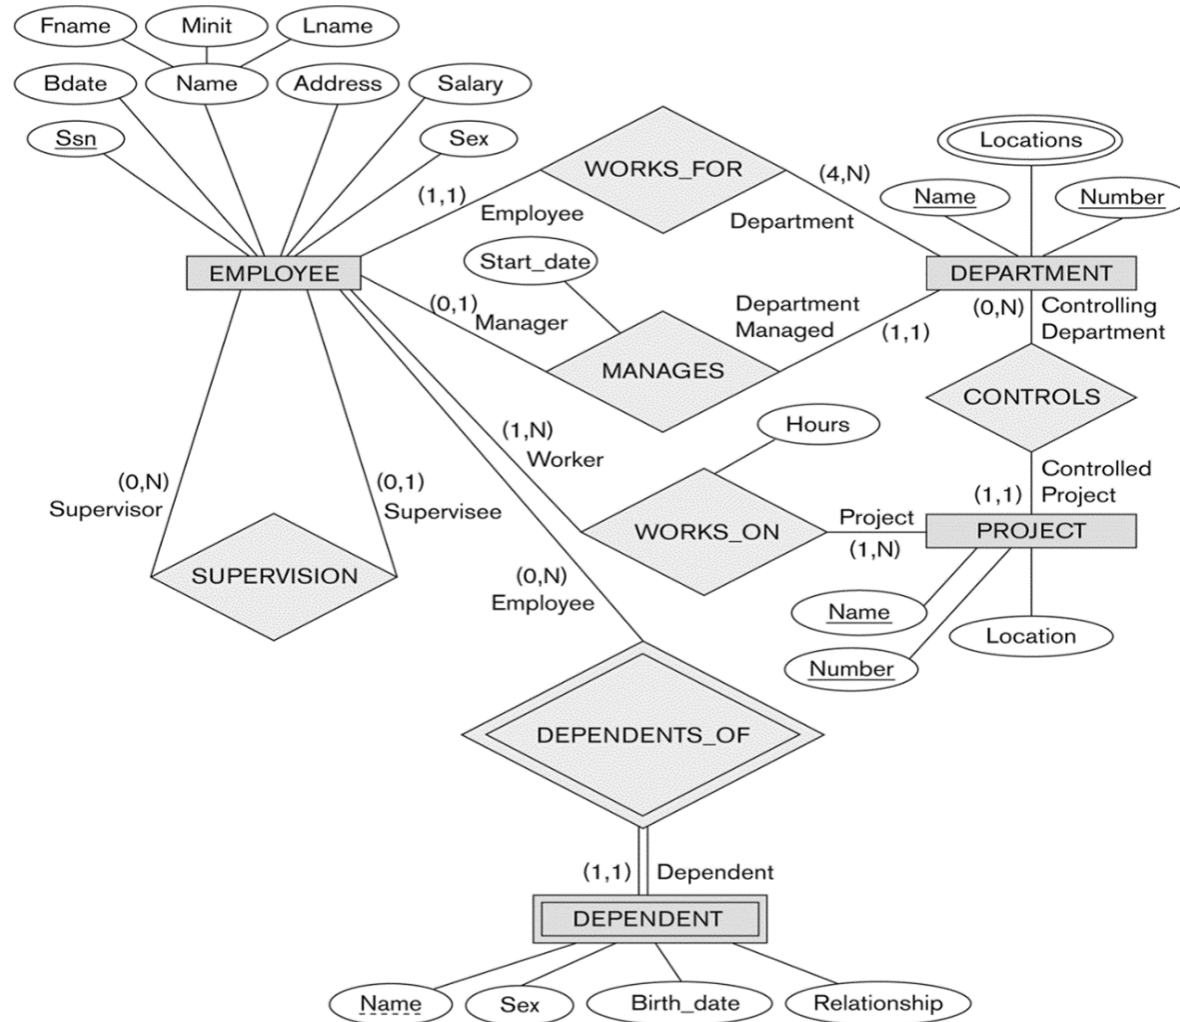 Fname
Minit
Lname
Bdate
Name
Address
Salary
Ssn
Sex
WORKS_FOR
Locations
(1,1)
Employee
(4,N)
Department
Name
Number
EMPLOYEE
Start_date
DEPARTMENT
(0,1)
Manager
Department
Managed
(1,1)
(0,N)
Controlling
Department
MANAGES
CONTROLS
Hours
(1,N)
Worker
(0,N)
Supervisor
(0,1)
Supervisee
Controlled
Project
(1,1)
WORKS_ON
Project
(1,N)
PROJECT
SUPERVISION
(0,N)
Employee
Name
Location
Number
DEPENDENTS_OF
(1,1)
Dependent
DEPENDENT
Name
Sex
Birth_date
Relationship